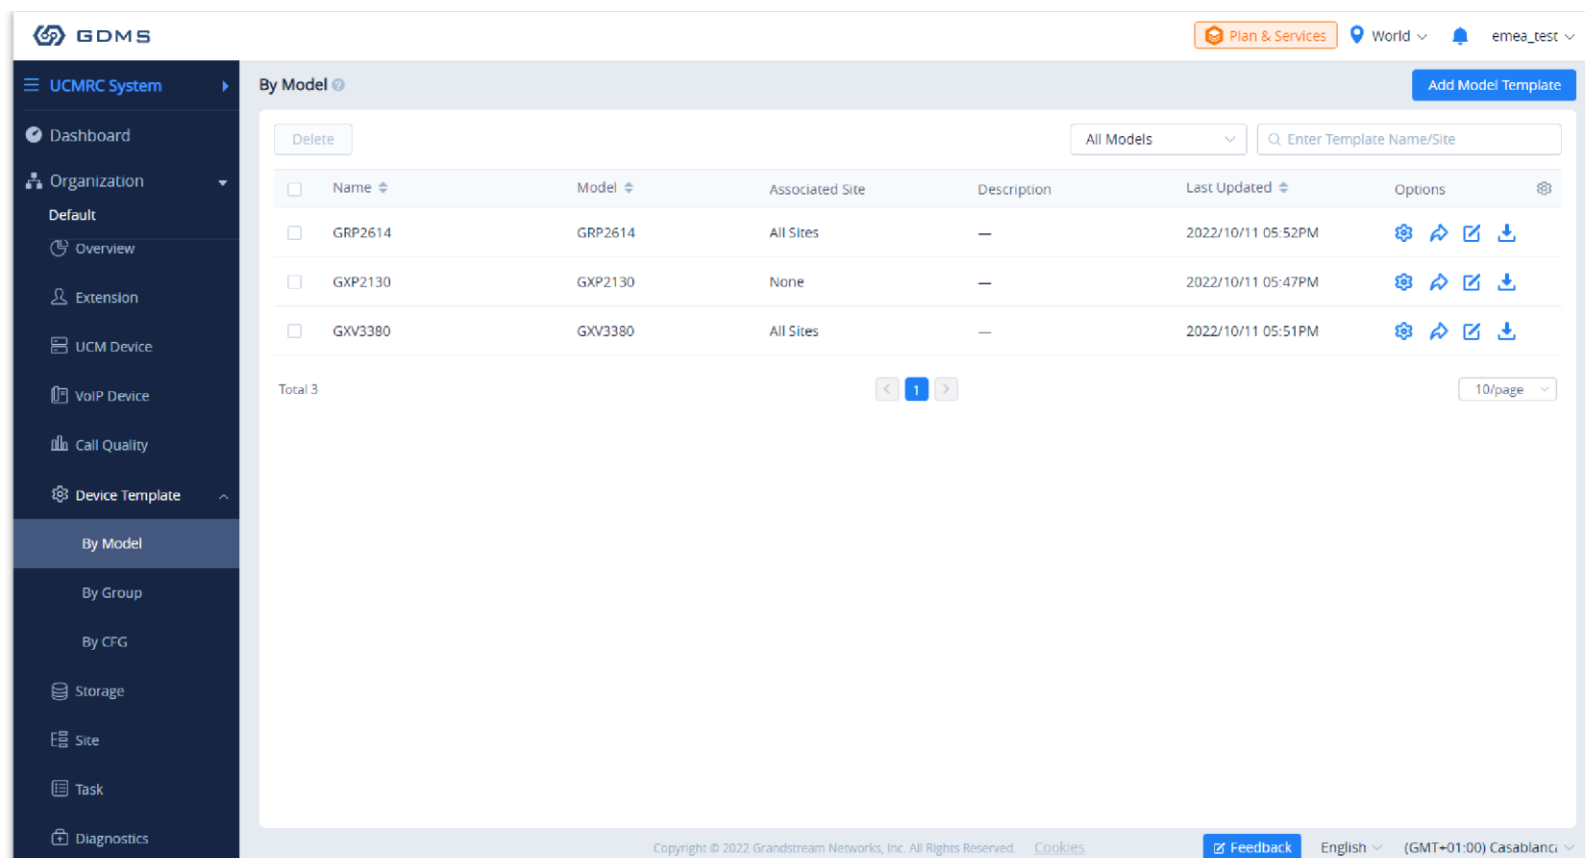 GDMS
Plan & Services
World
emea_test
UCMRC System
By Model
Add Model Template
Dashboard
Delete
All Models
Enter Template Name/Site
Organization
Default
Name Model Associated Site Description Last Updated Options
GRP2614 GRP2614 All Sites — 2022/10/11 05:52PM
Overview
GXP2130 GXP2130 None — 2022/10/11 05:47PM
Extension
GXV3380 GXV3380 All Sites — 2022/10/11 05:51PM
UCM Device
Total 3
1
10/page
VoIP Device
Call Quality
Device Template
By Model
By Group
By CFG
Storage
Site
Task
Diagnostics
Copyright © 2022 Grandstream Networks, Inc. All Rights Reserved. Cookies
Feedback
English
(GMT+01:00) Casablanc